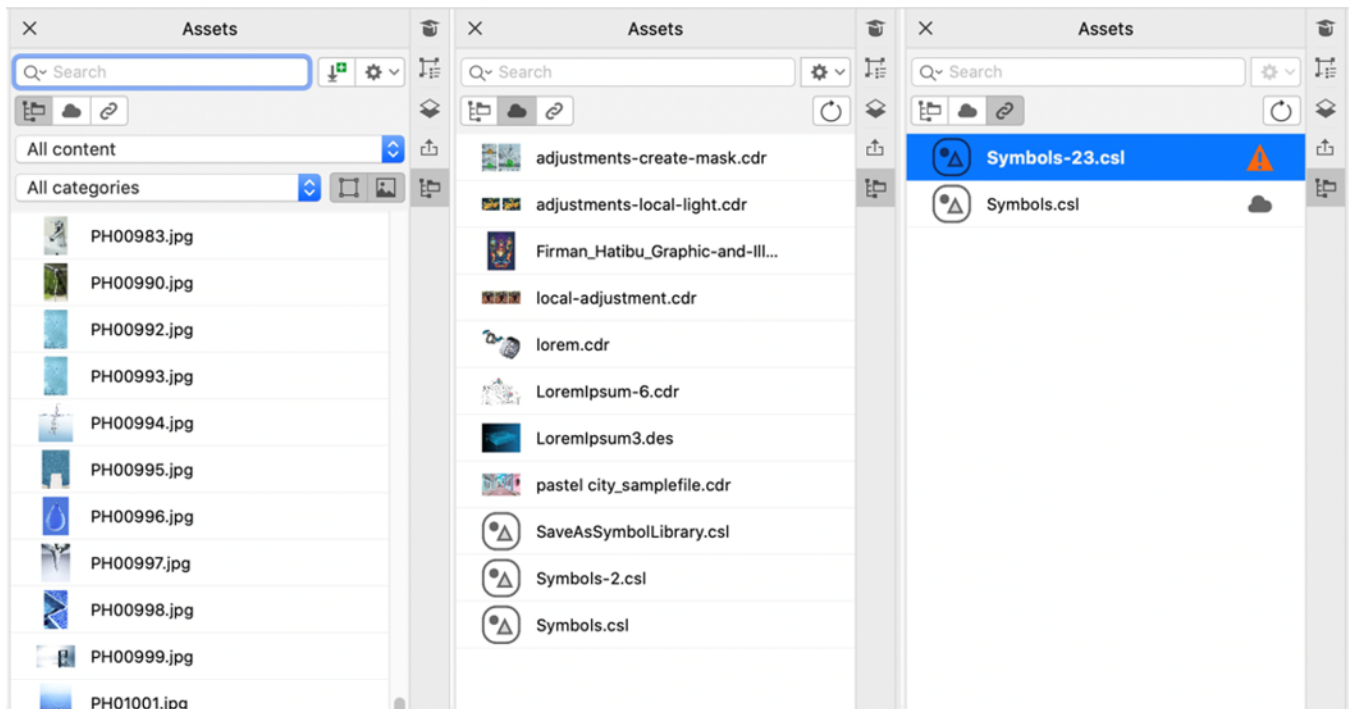 Assets
Search
All content
All categories
PH00983.jpg
PH00990.jpg
PH00992.jpg
PH00993.jpg
PH00994.jpg
PH00995.jpg
PH00996.jpg
PH00997.jpg
PH00998.jpg
PH00999.jpg
PH01001.jpg
Assets
Search
adjustments-create-mask.cdr
adjustments-local-light.cdr
Firman_Hatibu_Graphic-and-Ill...
local-adjustment.cdr
lorem.cdr
LoremIpsum-6.cdr
LoremIpsum3.des
pastel city_samplefile.cdr
SaveAsSymbolLibrary.csl
Symbols-2.csl
Symbols.csl
Assets
Search
Symbols-23.csl
Symbols.csl